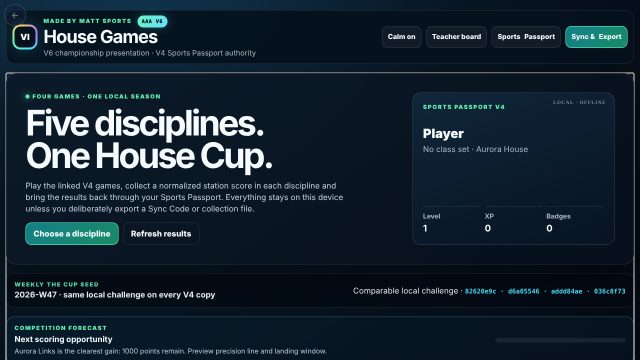 ←
MADE BY MATT SPORTS AAA V6
VI
House Games
V6 championship presentation · V4 Sports Passport authority
Calm on
Teacher board
Sports Passport
Sync & Export
FOUR GAMES · ONE LOCAL SEASON
Five disciplines.
One House Cup.
Play the linked V4 games, collect a normalized station score in each discipline and
bring the results back through your Sports Passport. Everything stays on this device
unless you deliberately export a Sync Code or collection file.
Choose a discipline
Refresh results
SPORTS PASSPORT V4
LOCAL · OFFLINE
Player
No class set · Aurora House
Level XP Badges
1 0 0
WEEKLY THE CUP SEED
2026-W47 · same local challenge on every V4 copy
Comparable local challenge · 82620e9c · d6a05546 · addd84ae · 036c8f73
COMPETITION FORECAST
Next scoring opportunity
Aurora Links is the clearest gain: 1000 points remain. Preview precision line and landing window.